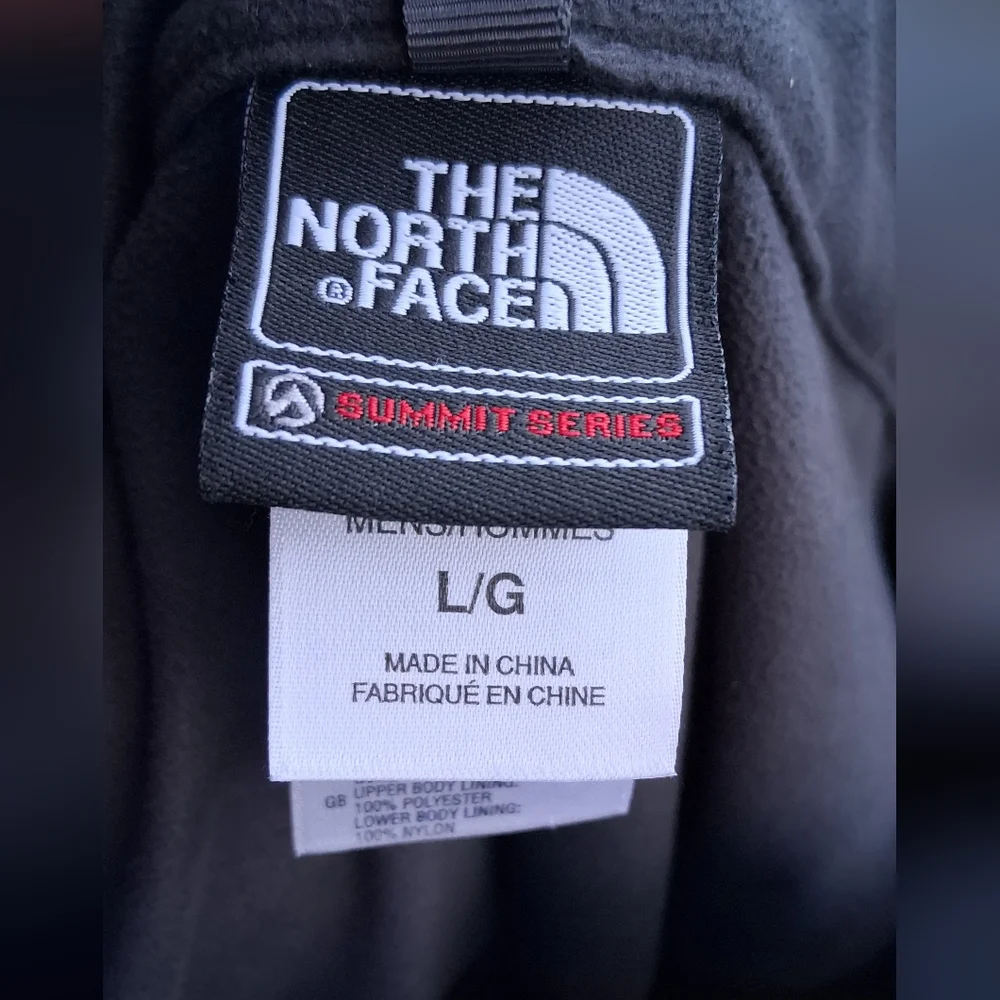 THE
NORTH
®FACE
SUMMIT SERIES
MENS/HOMMES
L/G
MADE IN CHINA
FABRIQUÉ EN CHINE
UPPER BODY LINING:
GB 100% POLYESTER
LOWER BODY LINING:
100% NYLON